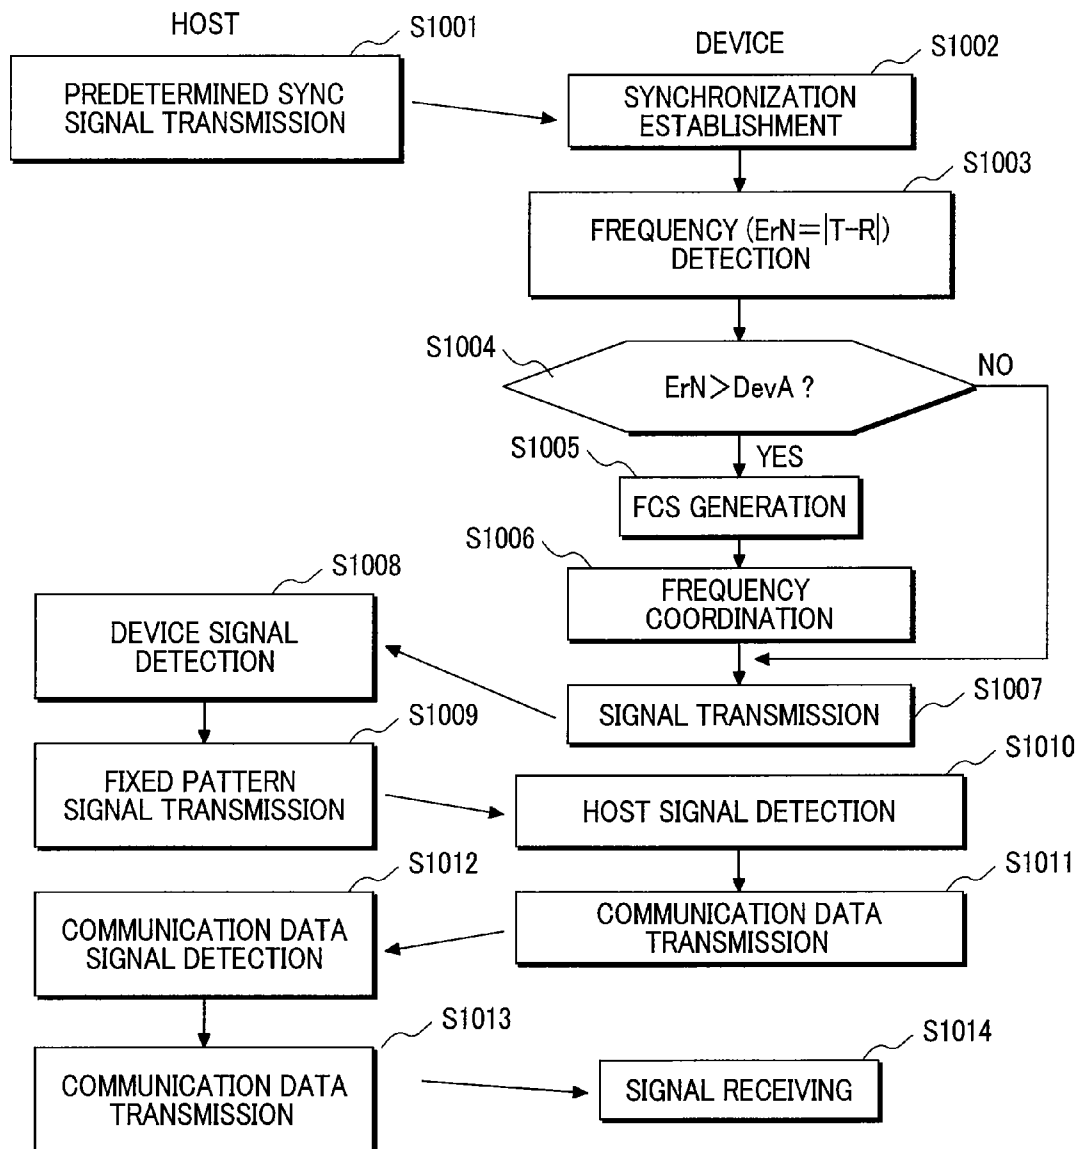 HOST
S1001
PREDETERMINED SYNC
SIGNAL TRANSMISSION
DEVICE
S1002
SYNCHRONIZATION
ESTABLISHMENT
S1003
FREQUENCY (ErN=|T-R|)
DETECTION
S1004
ErN>DevA ?
NO
YES
S1005
FCS GENERATION
S1006
FREQUENCY
COORDINATION
S1007
SIGNAL TRANSMISSION
S1008
DEVICE SIGNAL
DETECTION
S1009
FIXED PATTERN
SIGNAL TRANSMISSION
S1010
HOST SIGNAL DETECTION
S1011
COMMUNICATION DATA
TRANSMISSION
S1012
COMMUNICATION DATA
SIGNAL DETECTION
S1013
COMMUNICATION DATA
TRANSMISSION
S1014
SIGNAL RECEIVING